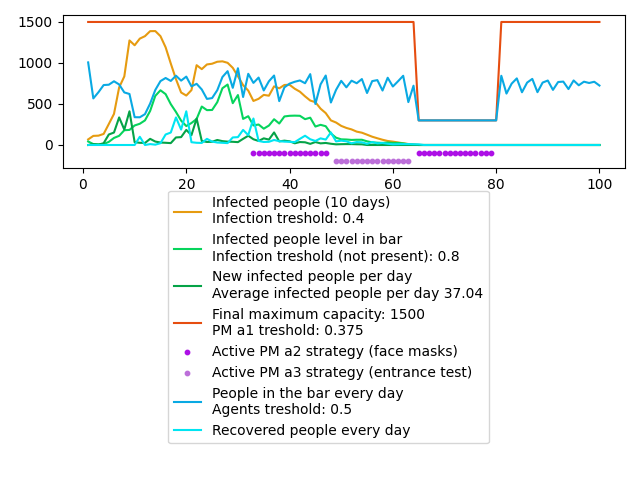 1500
1000
500
0
0
20
40
60
80
100
Infected people (10 days)
Infection treshold: 0.4
Infected people level in bar
Infection treshold (not present): 0.8
New infected people per day
Average infected people per day 37.04
Final maximum capacity: 1500
PM a1 treshold: 0.375
Active PM a2 strategy (face masks)
Active PM a3 strategy (entrance test)
People in the bar every day
Agents treshold: 0.5
Recovered people every day